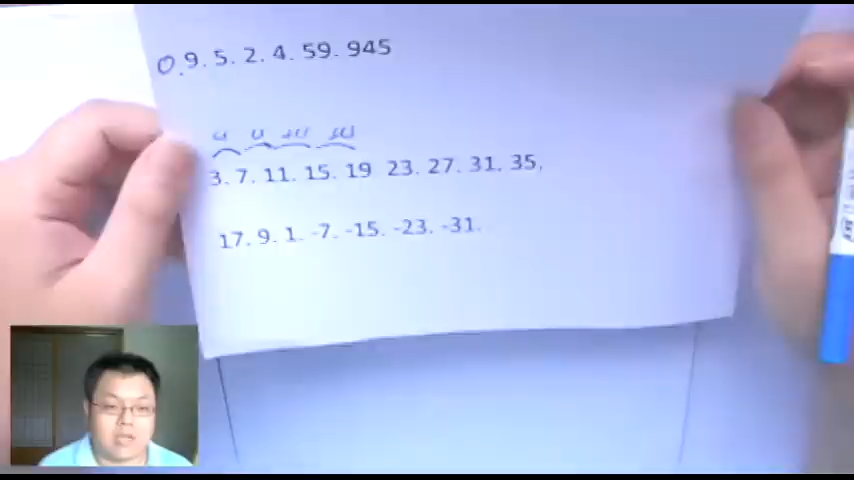 0. 9. 5. 2. 4. 59. 945
3. 7. 11. 15. 19 23. 27. 31. 35,
17. 9. 1. -7. -15. -23. -31.